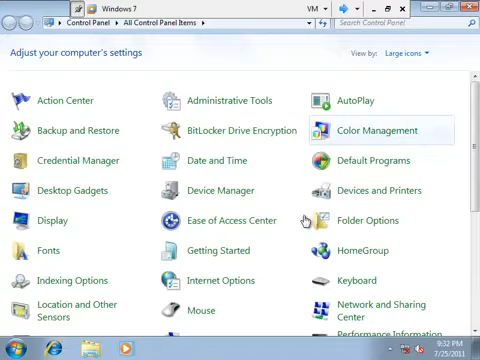 Windows 7
VM
Control Panel
All Control Panel Items
Search Control Panel
Adjust your computer's settings
View by: Large icons
Action Center
Administrative Tools
AutoPlay
Backup and Restore
BitLocker Drive Encryption
Color Management
Credential Manager
Date and Time
Default Programs
Desktop Gadgets
Device Manager
Devices and Printers
Display
Ease of Access Center
Folder Options
Fonts
Getting Started
HomeGroup
Indexing Options
Internet Options
Keyboard
Location and Other
Sensors
Mouse
Network and Sharing
Center
Performance Information
9:32 PM
7/25/2011